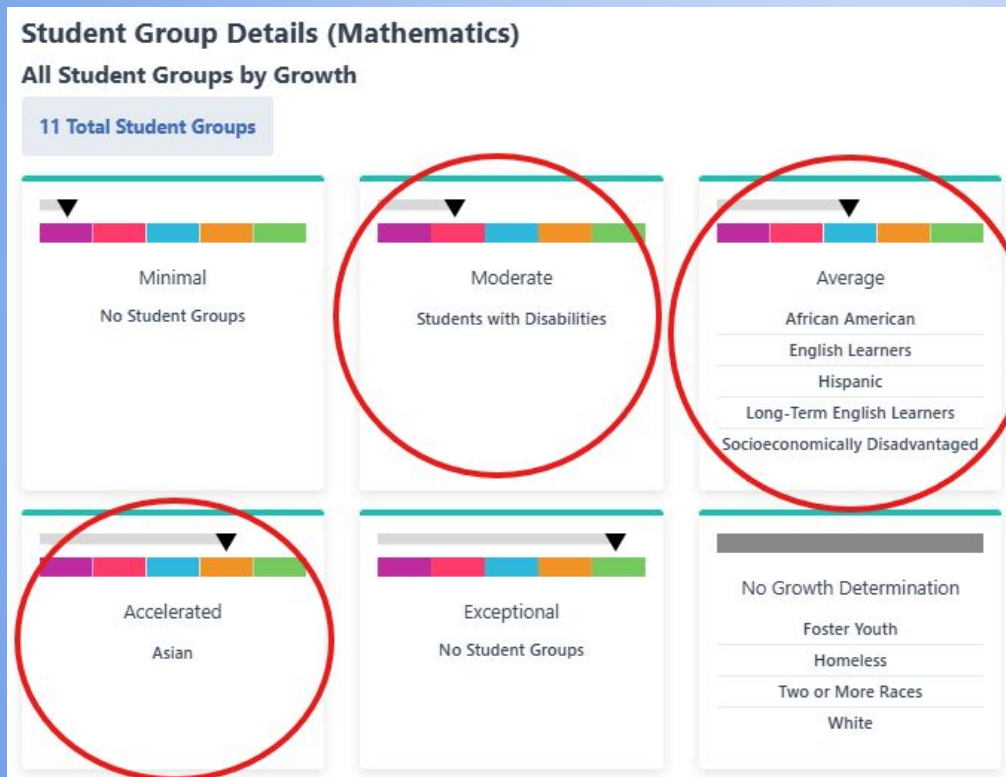 Student Group Details (Mathematics)
All Student Groups by Growth
11 Total Student Groups
Minimal
No Student Groups
Moderate
Students with Disabilities
Average
African American
English Learners
Hispanic
Long-Term English Learners
Socioeconomically Disadvantaged
Accelerated
Asian
Exceptional
No Student Groups
No Growth Determination
Foster Youth
Homeless
Two or More Races
White